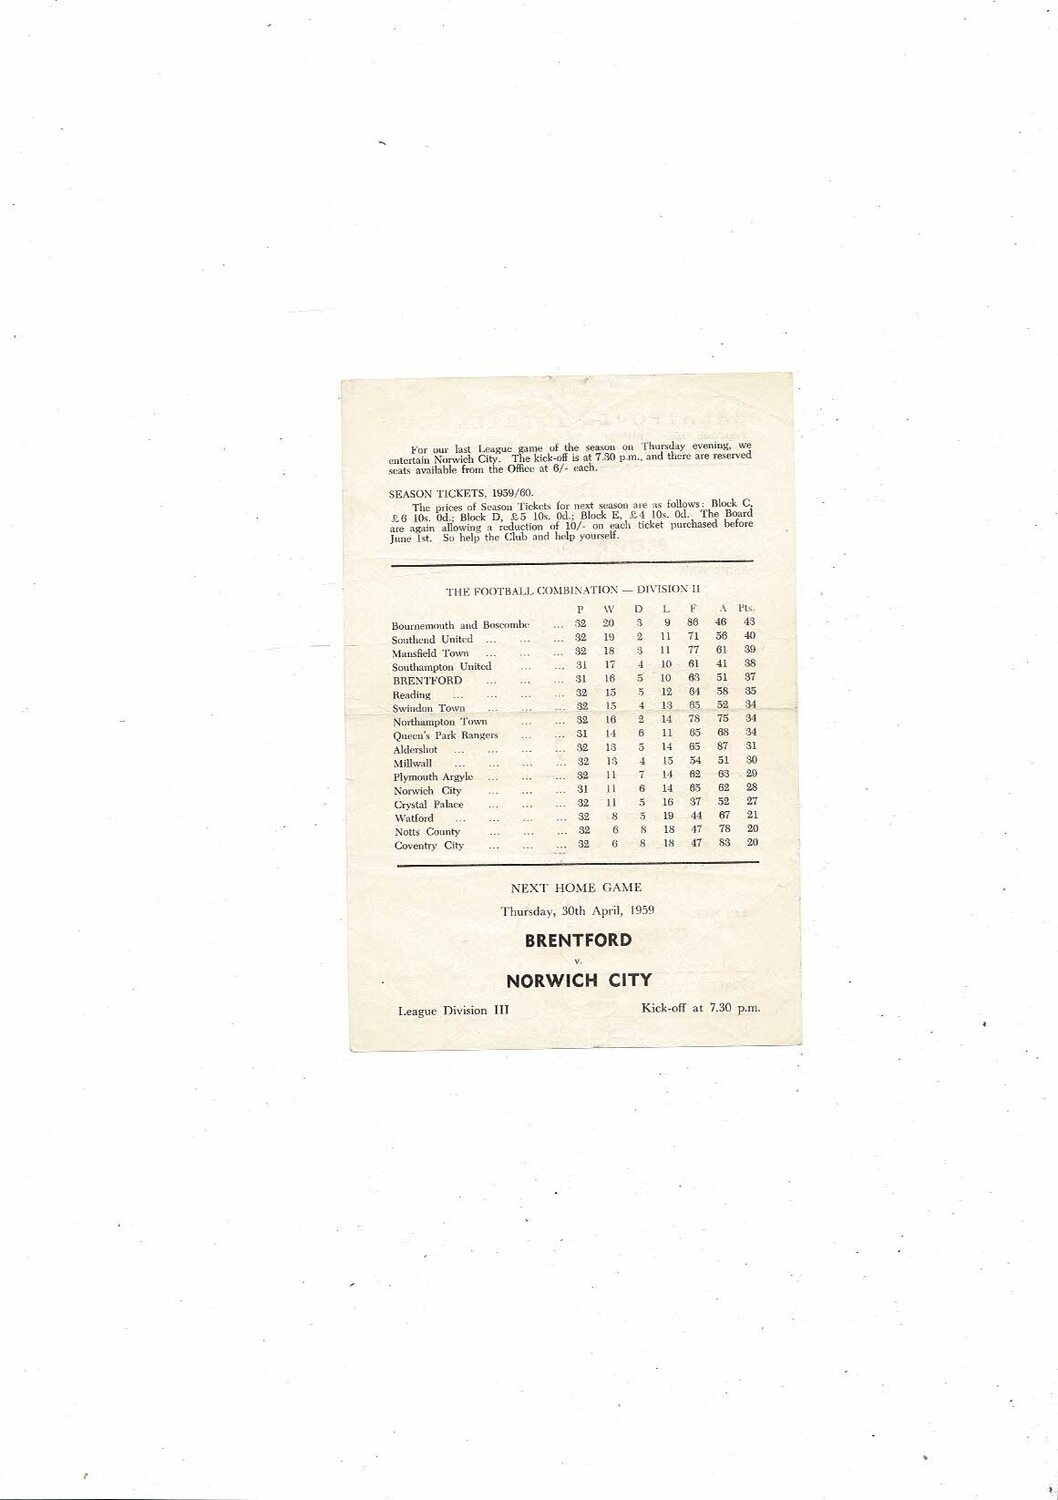 For our last League game of the season on Thursday evening, we
entertain Norwich City. The kick-off is at 7.30 p.m., and there are reserved
seats available from the Office at 6/- each.
SEASON TICKETS, 1959/60.
The prices of Season Tickets for next season are as follows: Block C,
£6 10s. 0d.; Block D, £5 10s. 0d.; Block E, £4 10s. 0d. The Board
are again allowing a reduction of 10/- on each ticket purchased before
June 1st. So help the Club and help yourself.
THE FOOTBALL COMBINATION — DIVISION II
P W D L F A Pts.
Bournemouth and Boscombe ... 32 20 3 9 86 46 43
Southend United ... ... ... 32 19 2 11 71 56 40
Mansfield Town ... ... ... 32 18 3 11 77 61 39
Southampton United ... ... 31 17 4 10 61 41 38
BRENTFORD ... ... ... 31 16 5 10 63 51 37
Reading ... ... ... ... 32 15 5 12 64 58 35
Swindon Town ... ... ... 32 15 4 13 65 52 34
Northampton Town ... ... 32 16 2 14 78 75 34
Queen's Park Rangers ... ... 31 14 6 11 65 68 34
Aldershot ... ... ... ... 32 13 5 14 65 87 31
Millwall ... ... ... ... 32 13 4 15 54 51 30
Plymouth Argyle ... ... ... 32 11 7 14 62 63 29
Norwich City ... ... ... 31 11 6 14 65 62 28
Crystal Palace ... ... ... 32 11 5 16 37 52 27
Watford ... ... ... ... 32 8 5 19 44 67 21
Notts County ... ... ... 32 6 8 18 47 78 20
Coventry City ... ... ... 32 6 8 18 47 83 20
NEXT HOME GAME
Thursday, 30th April, 1959
BRENTFORD
v.
NORWICH CITY
League Division III Kick-off at 7.30 p.m.